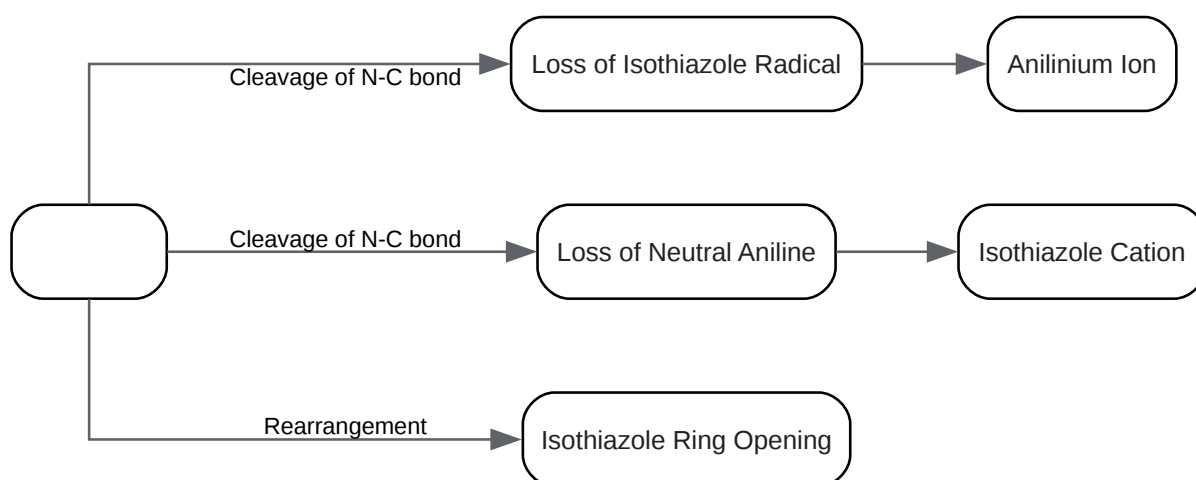 Cleavage of N-C bond
Loss of Isothiazole Radical
Anilinium Ion
Cleavage of N-C bond
Loss of Neutral Aniline
Isothiazole Cation
Rearrangement
Isothiazole Ring Opening